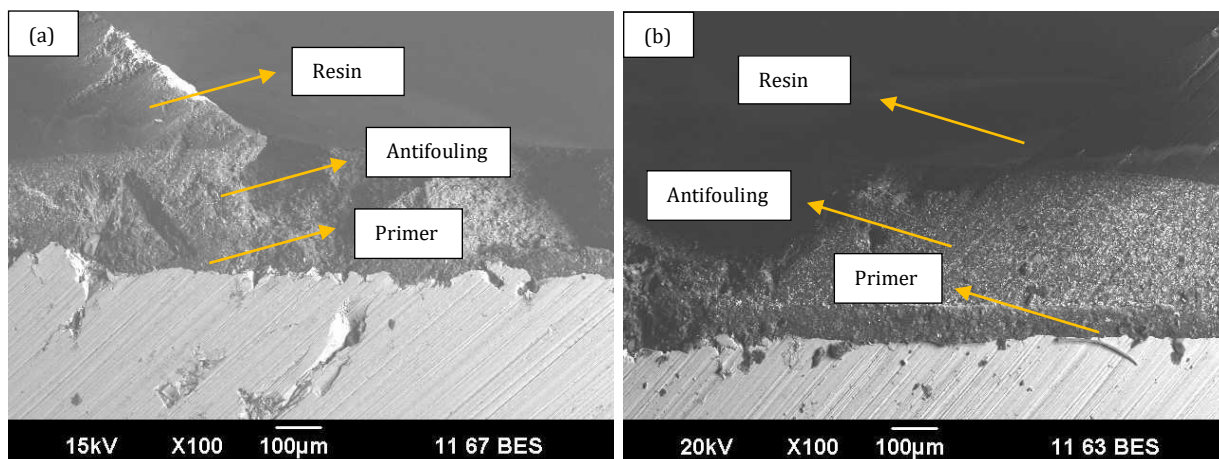 (a)
Resin
Antifouling
Primer
15kV X100 100µm 11 67 BES
(b)
Resin
Antifouling
Primer
20kV X100 100µm 11 63 BES